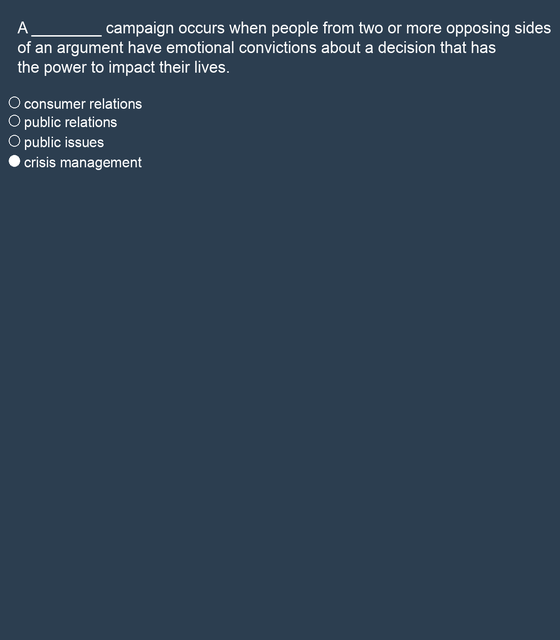 A ________ campaign occurs when people from two or more opposing sides
of an argument have emotional convictions about a decision that has
the power to impact their lives.
consumer relations
public relations
public issues
crisis management